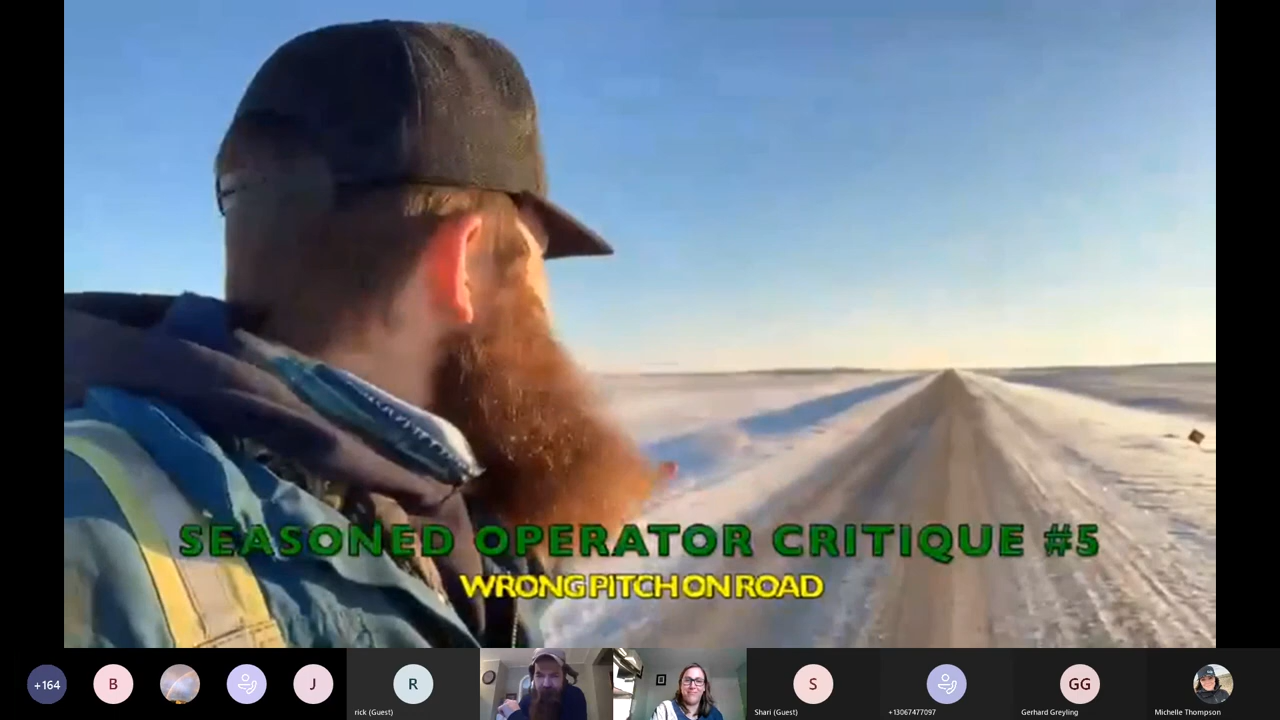 SEASONED OPERATOR CRITIQUE #5
WRONG PITCH ON ROAD
+164
B
J
R
rick (Guest)
S
Shari (Guest)
+13067477097
GG
Gerhard Greyling
Michelle Thompson